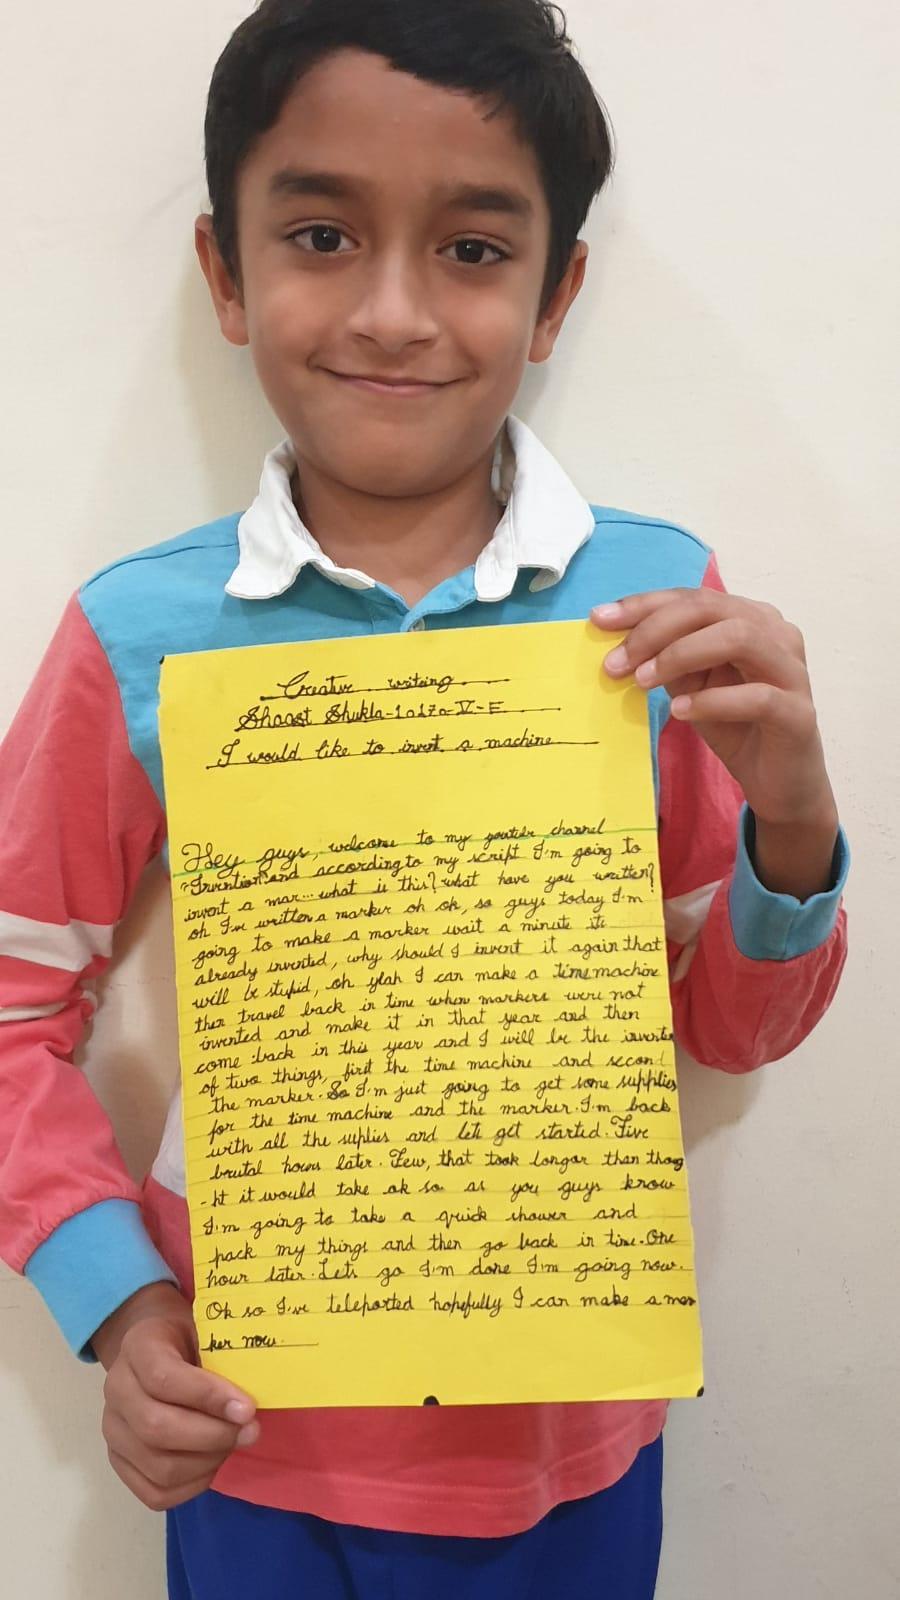 Creative writing
Shaast Shukla-10170-V-E
I would like to invent a machine
Hey guys, welcome to my channel
"Invention" and according to my script I'm going to
invent a mar... what is this? what have you written?
oh I've written a marker oh ok, so guys today I'm
going to make a marker wait a minute its
already invented, why should I invent it again that
will be stupid, oh yeah I can make a time machine
then travel back in time when markers were not
invented and make it in that year and then
come back in this year and I will be the inventor
of two things, first the time machine and second
the marker. So I'm just going to get some supplies
for the time machine and the marker. I'm back
with all the suplies and lets get started. Five
brutal hours later. Few, that took longar than thoug
-ht it would take ok so as you guys know
I'm going to take a quick shower and
pack my things and then go back in time. One
hour later. Lets go I'm done I'm going now.
Ok so I've teleported hopefully I can make a mar
ker now.